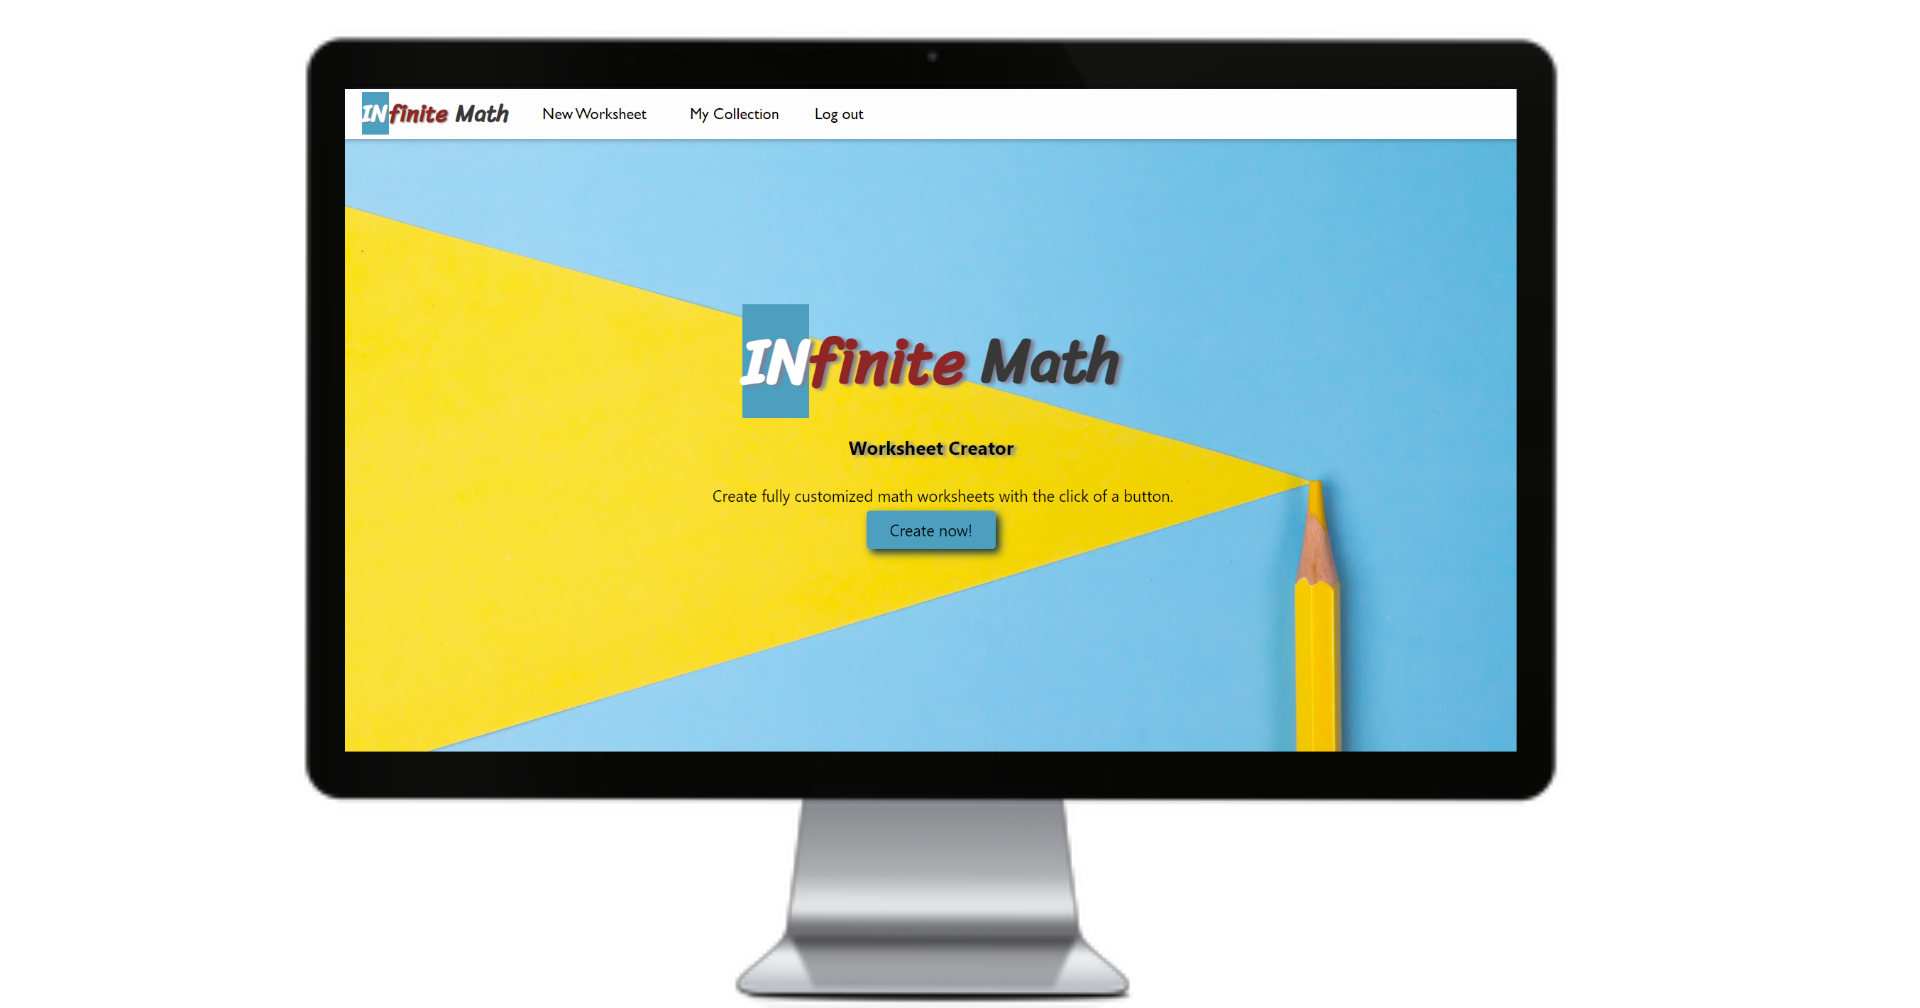 INfinite Math New Worksheet My Collection Log out
INfinite Math
Worksheet Creator
Create fully customized math worksheets with the click of a button.
Create now!